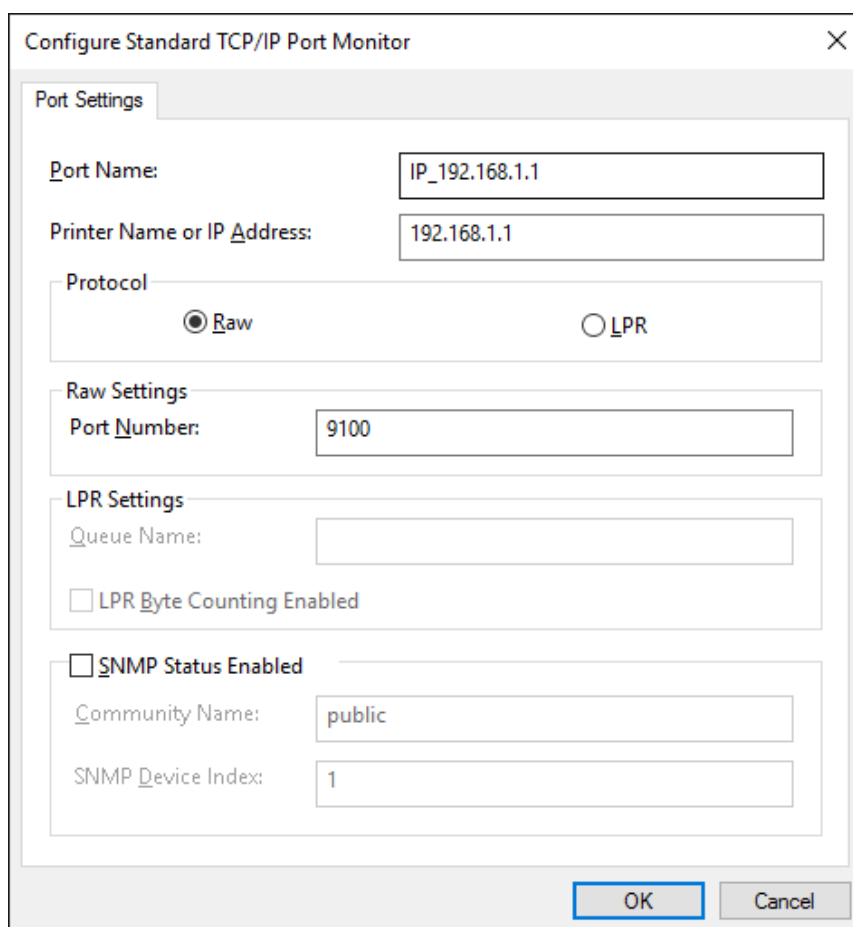 Configure Standard TCP/IP Port Monitor
Port Settings
Port Name: IP_192.168.1.1
Printer Name or IP Address: 192.168.1.1
Protocol
Raw LPR
Raw Settings
Port Number: 9100
LPR Settings
Queue Name:
LPR Byte Counting Enabled
SNMP Status Enabled
Community Name: public
SNMP Device Index: 1
OK Cancel